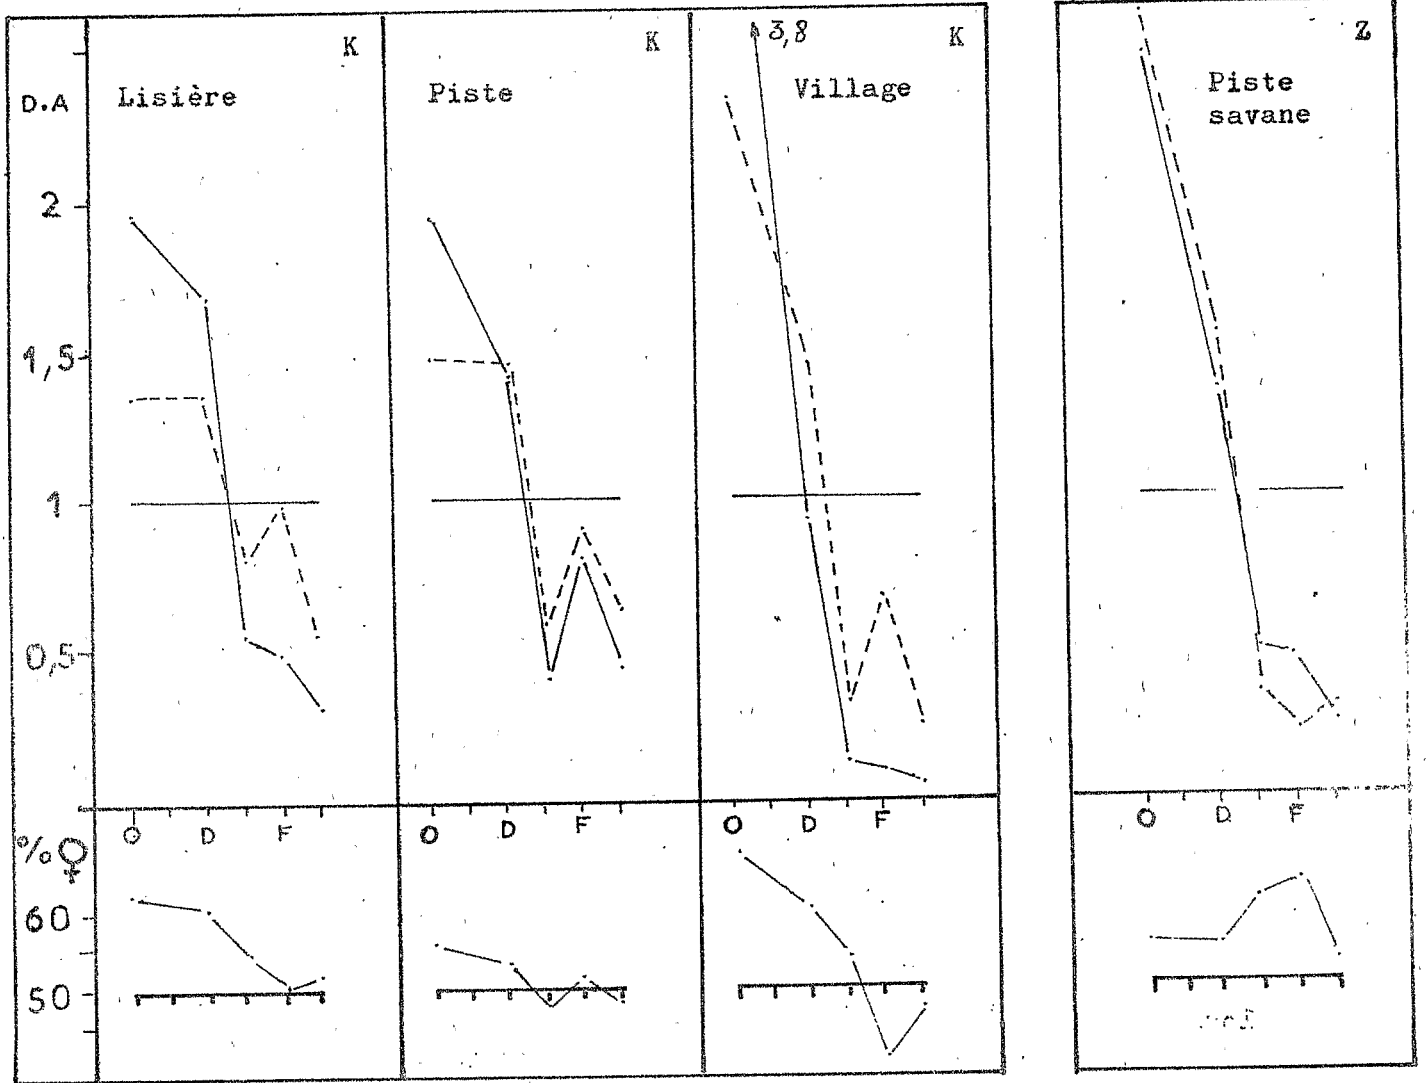 K
K
3,8
K
Z
D.A
Lisière
Piste
Village
Piste
savane
2
1,5
1
0,5
O D F
O D F
O D F
O D F
% ♀
60
50